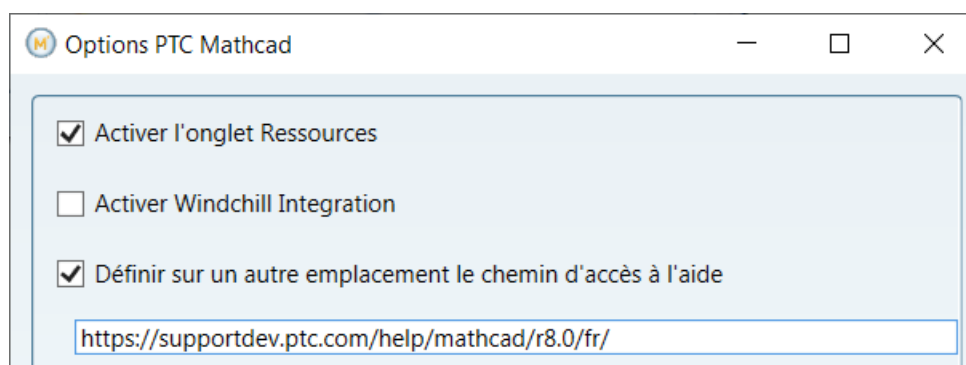 Options PTC Mathcad
Activer l'onglet Ressources
Activer Windchill Integration
Définir sur un autre emplacement le chemin d'accès à l'aide
https://supportdev.ptc.com/help/mathcad/r8.0/fr/